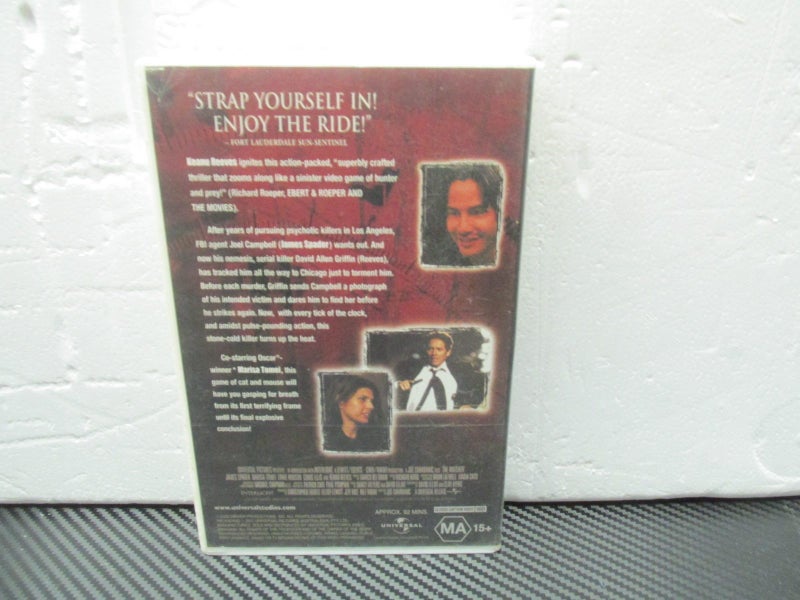 "STRAP YOURSELF IN!
ENJOY THE RIDE!"
– FORT LAUDERDALE SUN-SENTINEL
Keanu Reeves ignites this action-packed, "superbly crafted
thriller that zooms along like a sinister video game of hunter
and prey!" (Richard Roeper, EBERT & ROEPER AND
THE MOVIES).
After years of pursuing psychotic killers in Los Angeles,
FBI agent Joel Campbell (James Spader) wants out. And
now his nemesis, serial killer David Allen Griffin (Reeves),
has tracked him all the way to Chicago just to torment him.
Before each murder, Griffin sends Campbell a photograph
of his intended victim and dares him to find her before
he strikes again. Now, with every tick of the clock,
and amidst pulse-pounding action, this
stone-cold killer turns up the heat.
Co-starring Oscar®-
winner * Marisa Tomei, this
game of cat and mouse will
have you gasping for breath
from its first terrifying frame
until its final explosive
conclusion!
www.universalstudios.com
APPROX. 92 MINS.
UNIVERSAL
MA 15+